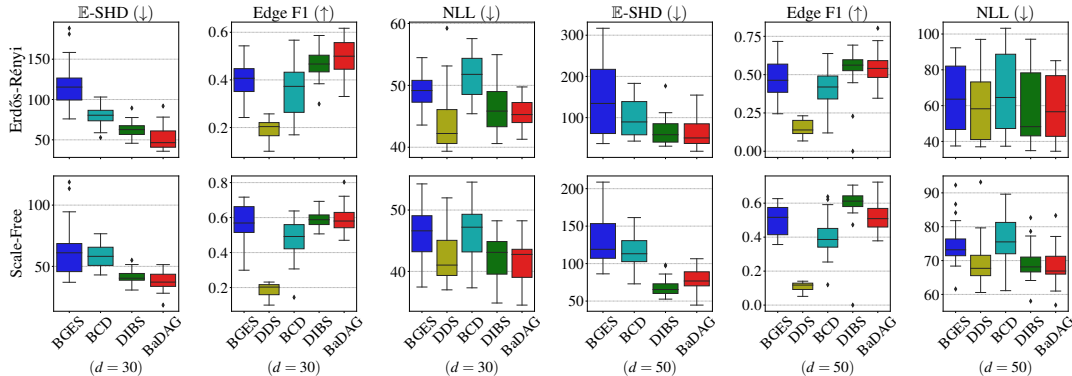 𝔼-SHD (↓) Edge F1 (↑) NLL (↓) 𝔼-SHD (↓) Edge F1 (↑) NLL (↓)
Erdős-Rényi
150 100 50
0.6 0.4 0.2
60 50 40
300 200 100
0.75 0.50 0.25 0.00
100 80 60 40
Scale-Free
100 50
0.8 0.6 0.4 0.2
50 45 40
200 150 100 50
0.6 0.4 0.2 0.0
90 80 70 60
BGES BCD DIBS BaDAG
BGES DDS BCD DIBS BaDAG
BGES DDS BCD DIBS BaDAG
BGES BCD DIBS BaDAG
BGES DDS BCD DIBS BaDAG
BGES DDS BCD DIBS BaDAG
(d = 30) (d = 30) (d = 30) (d = 50) (d = 50) (d = 50)